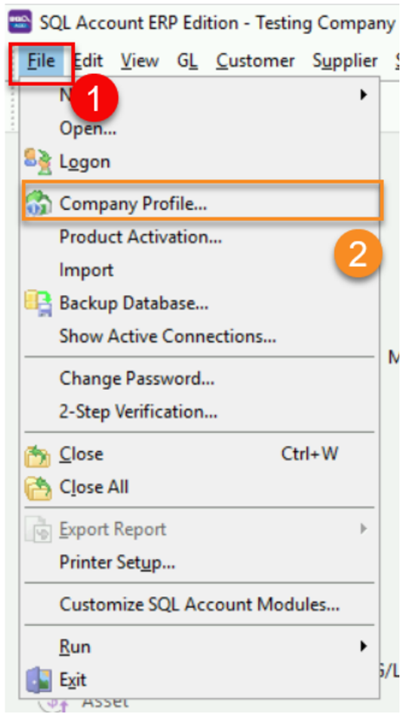 SQL Account ERP Edition - Testing Company
File Edit View GL Customer Supplier
1
Open...
Logon
Company Profile...
Product Activation...
2
Import
Backup Database...
Show Active Connections...
Change Password...
2-Step Verification...
Close Ctrl+W
Close All
Export Report
Printer Setup...
Customize SQL Account Modules...
Run
Exit
Asset